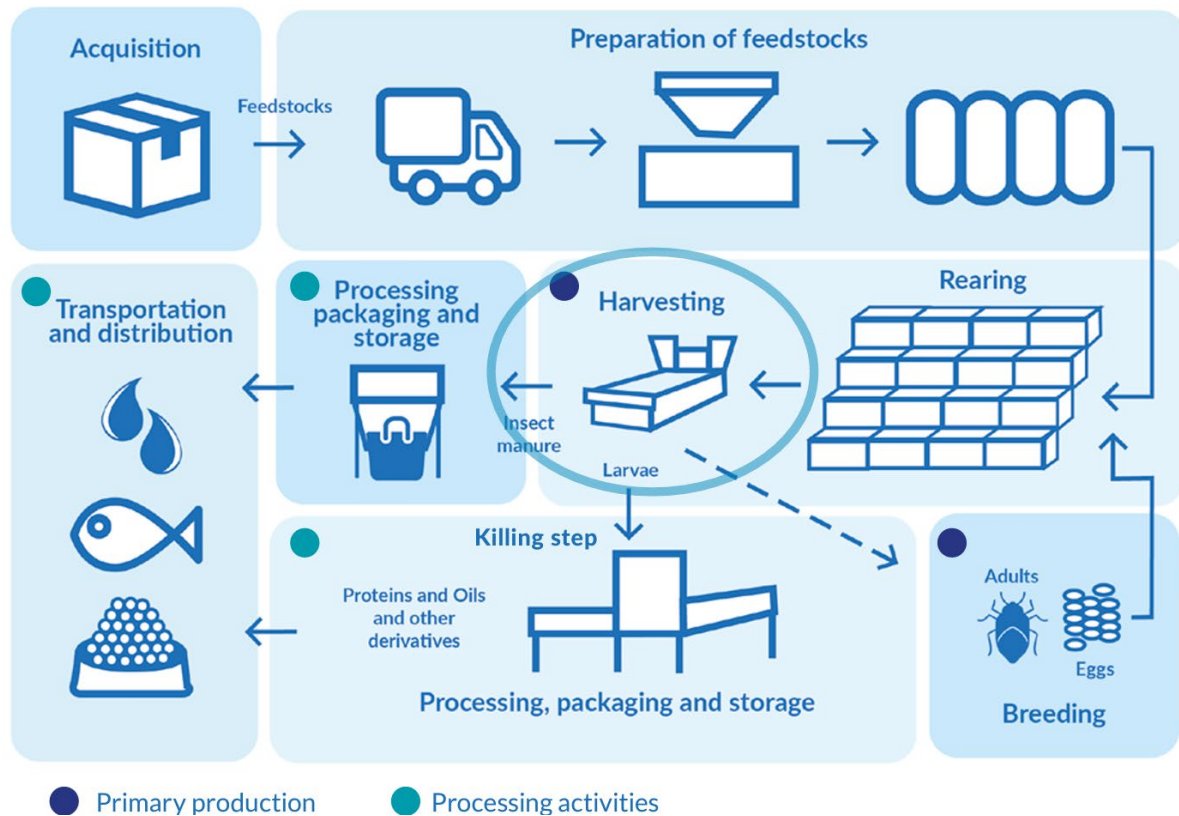 Acquisition
Preparation of feedstocks
Feedstocks
Transportation
and distribution
Processing
packaging and
storage
Harvesting
Rearing
Insect
manure
Larvae
Killing step
Proteins and Oils
and other
derivatives
Processing, packaging and storage
Adults
Eggs
Breeding
Primary production
Processing activities